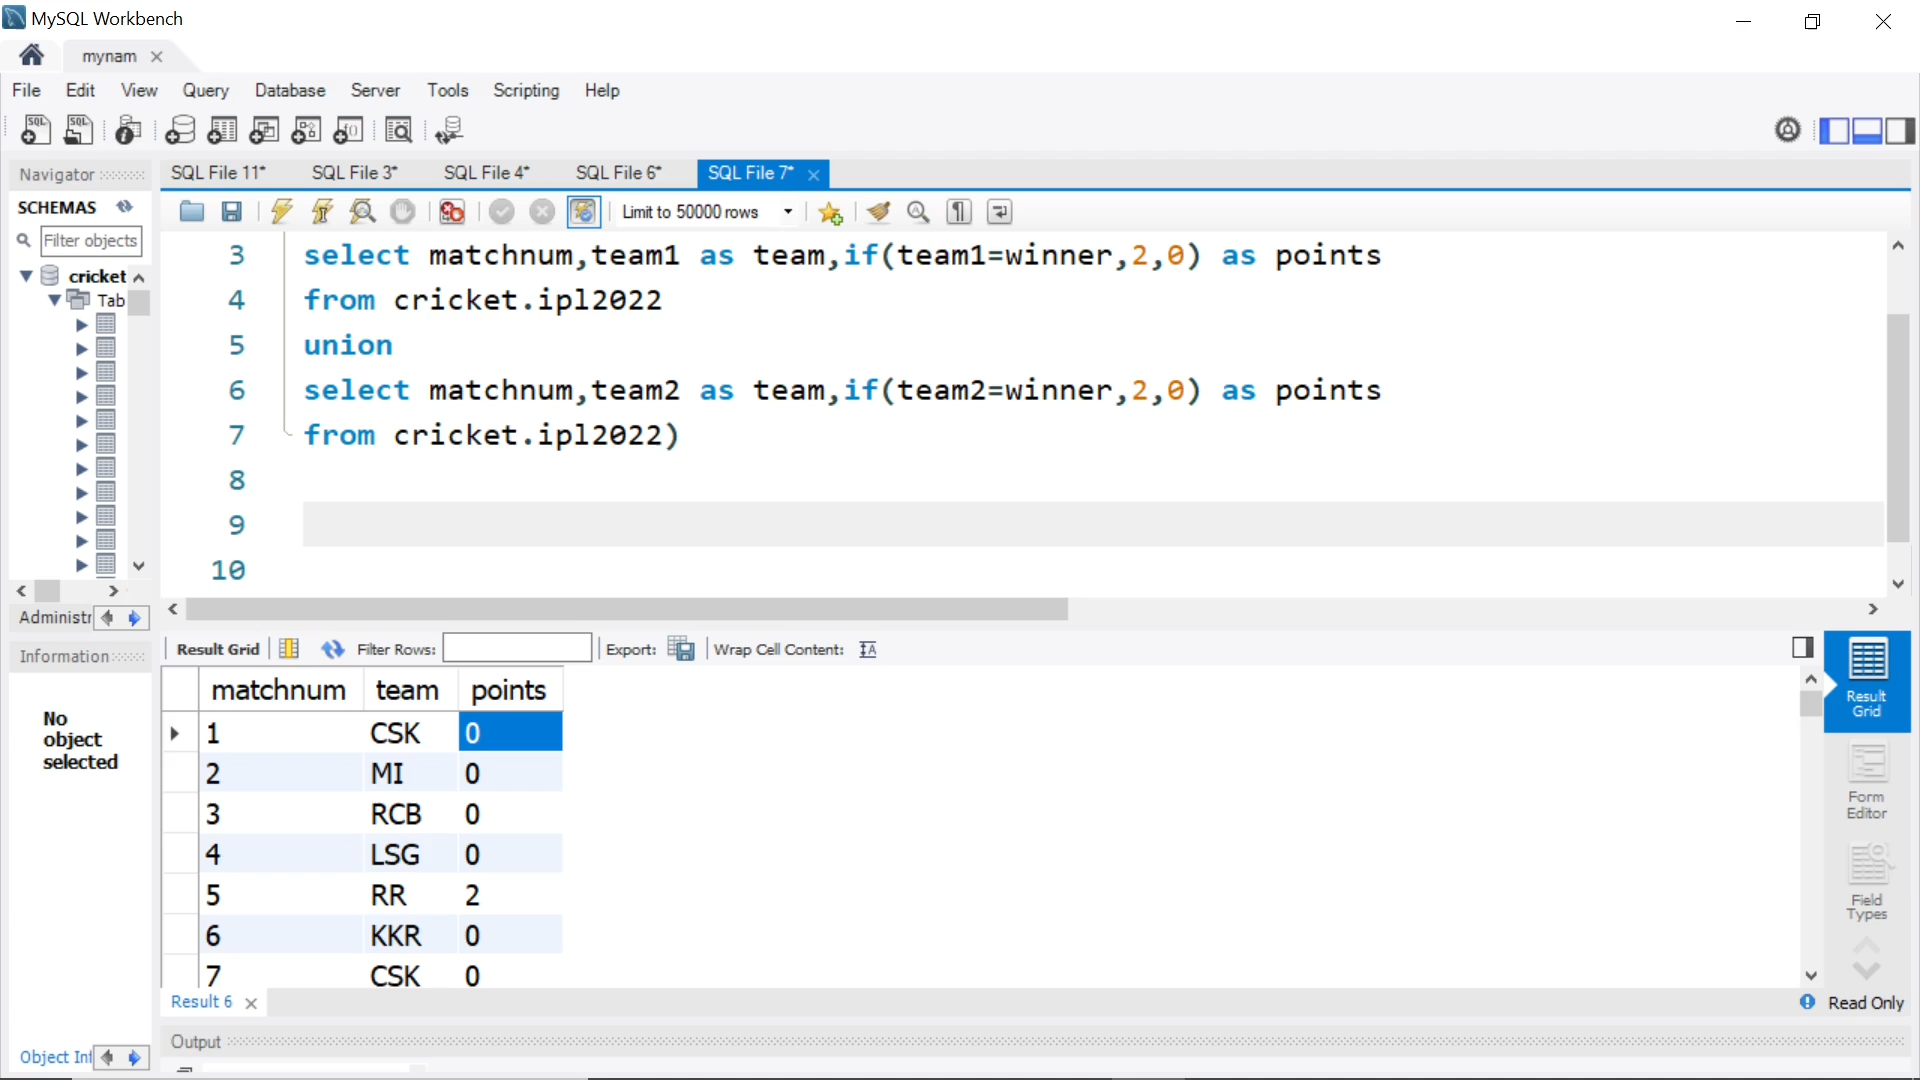 MySQL Workbench
mynam
File Edit View Query Database Server Tools Scripting Help
Navigator
SQL File 11* SQL File 3* SQL File 4* SQL File 6* SQL File 7*
SCHEMAS
Limit to 50000 rows
Filter objects
cricket
Tab
3 select matchnum,team1 as team,if(team1=winner,2,0) as points
4 from cricket.ipl2022
5 union
6 select matchnum,team2 as team,if(team2=winner,2,0) as points
7 from cricket.ipl2022)
8
9
10
Administr
Information
No
object
selected
Object Inf
Result Grid Filter Rows: Export: Wrap Cell Content:
matchnum team points
1 CSK 0
2 MI 0
3 RCB 0
4 LSG 0
5 RR 2
6 KKR 0
7 CSK 0
Result
Grid
Form
Editor
Field
Types
Result 6
Read Only
Output